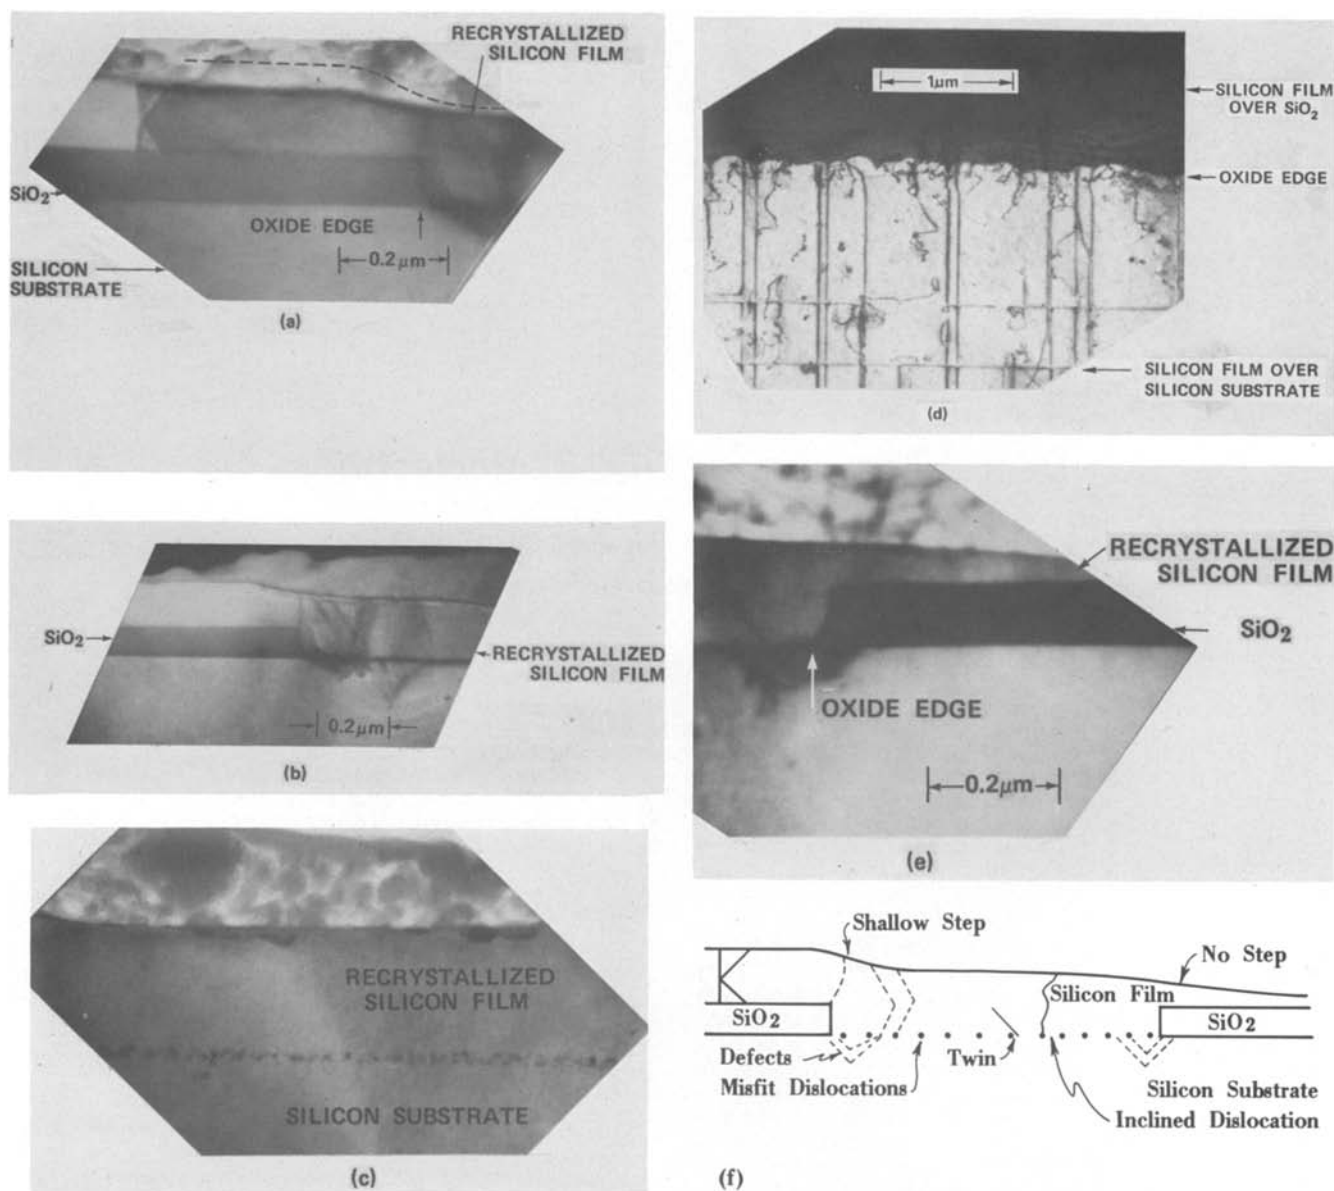 RECRYSTALLIZED
SILICON FILM
SiO2
OXIDE EDGE
0.2μm
SILICON
SUBSTRATE
(a)
1μm
SILICON FILM
OVER SiO2
OXIDE EDGE
SILICON FILM OVER
SILICON SUBSTRATE
(d)
SiO2
RECRYSTALLIZED
SILICON FILM
0.2μm
(b)
RECRYSTALLIZED
SILICON FILM
SiO2
OXIDE EDGE
0.2μm
(e)
RECRYSTALLIZED
SILICON FILM
SILICON SUBSTRATE
(c)
Shallow Step
No Step
Silicon Film
SiO2
SiO2
Defects
Twin
Misfit Dislocations
Silicon Substrate
Inclined Dislocation
(f)